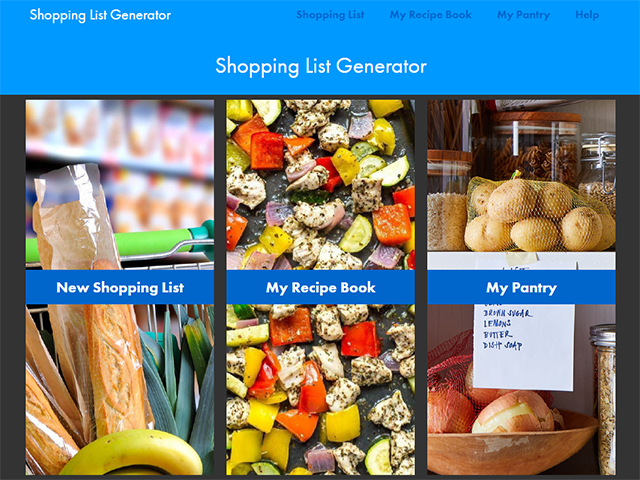 Shopping List Generator
Shopping List
My Recipe Book
My Pantry
Help
Shopping List Generator
New Shopping List
My Recipe Book
My Pantry
BROWN SUGAR
LEMONS
BUTTER
DISH SOAP